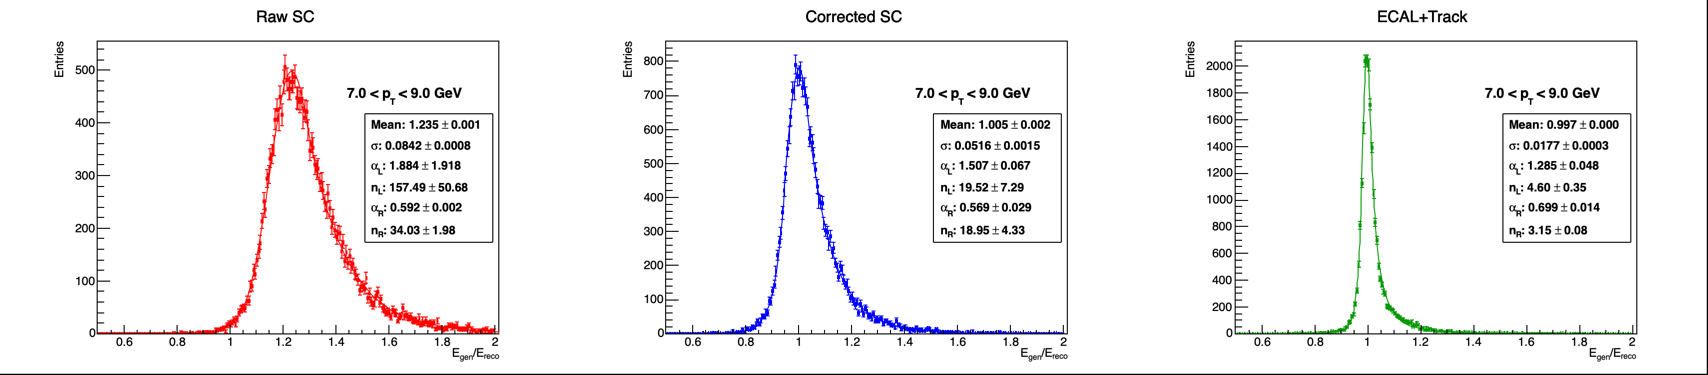 Raw SC
Entries
500
400
300
200
100
0
0.6 0.8 1 1.2 1.4 1.6 1.8 2
E_gen/E_reco
7.0 < p_T < 9.0 GeV
Mean: 1.235 ± 0.001
σ: 0.0842 ± 0.0008
α_L: 1.884 ± 1.918
n_L: 157.49 ± 50.68
α_R: 0.592 ± 0.002
n_R: 34.03 ± 1.98
Corrected SC
Entries
800
700
600
500
400
300
200
100
0
0.6 0.8 1 1.2 1.4 1.6 1.8 2
E_gen/E_reco
7.0 < p_T < 9.0 GeV
Mean: 1.005 ± 0.002
σ: 0.0516 ± 0.0015
α_L: 1.507 ± 0.067
n_L: 19.52 ± 7.29
α_R: 0.569 ± 0.029
n_R: 18.95 ± 4.33
ECAL+Track
Entries
2000
1800
1600
1400
1200
1000
800
600
400
200
0
0.6 0.8 1 1.2 1.4 1.6 1.8 2
E_gen/E_reco
7.0 < p_T < 9.0 GeV
Mean: 0.997 ± 0.000
σ: 0.0177 ± 0.0003
α_L: 1.285 ± 0.048
n_L: 4.60 ± 0.35
α_R: 0.699 ± 0.014
n_R: 3.15 ± 0.08